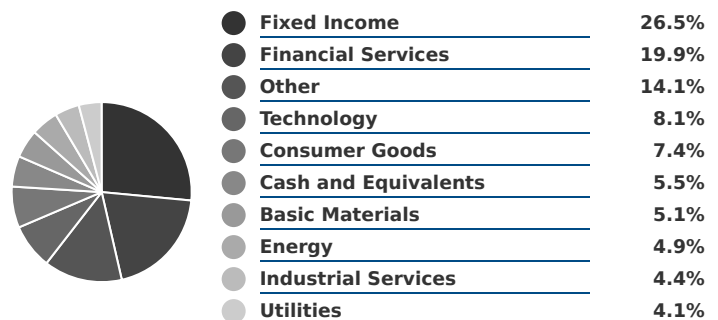 Fixed Income 26.5%
Financial Services 19.9%
Other 14.1%
Technology 8.1%
Consumer Goods 7.4%
Cash and Equivalents 5.5%
Basic Materials 5.1%
Energy 4.9%
Industrial Services 4.4%
Utilities 4.1%